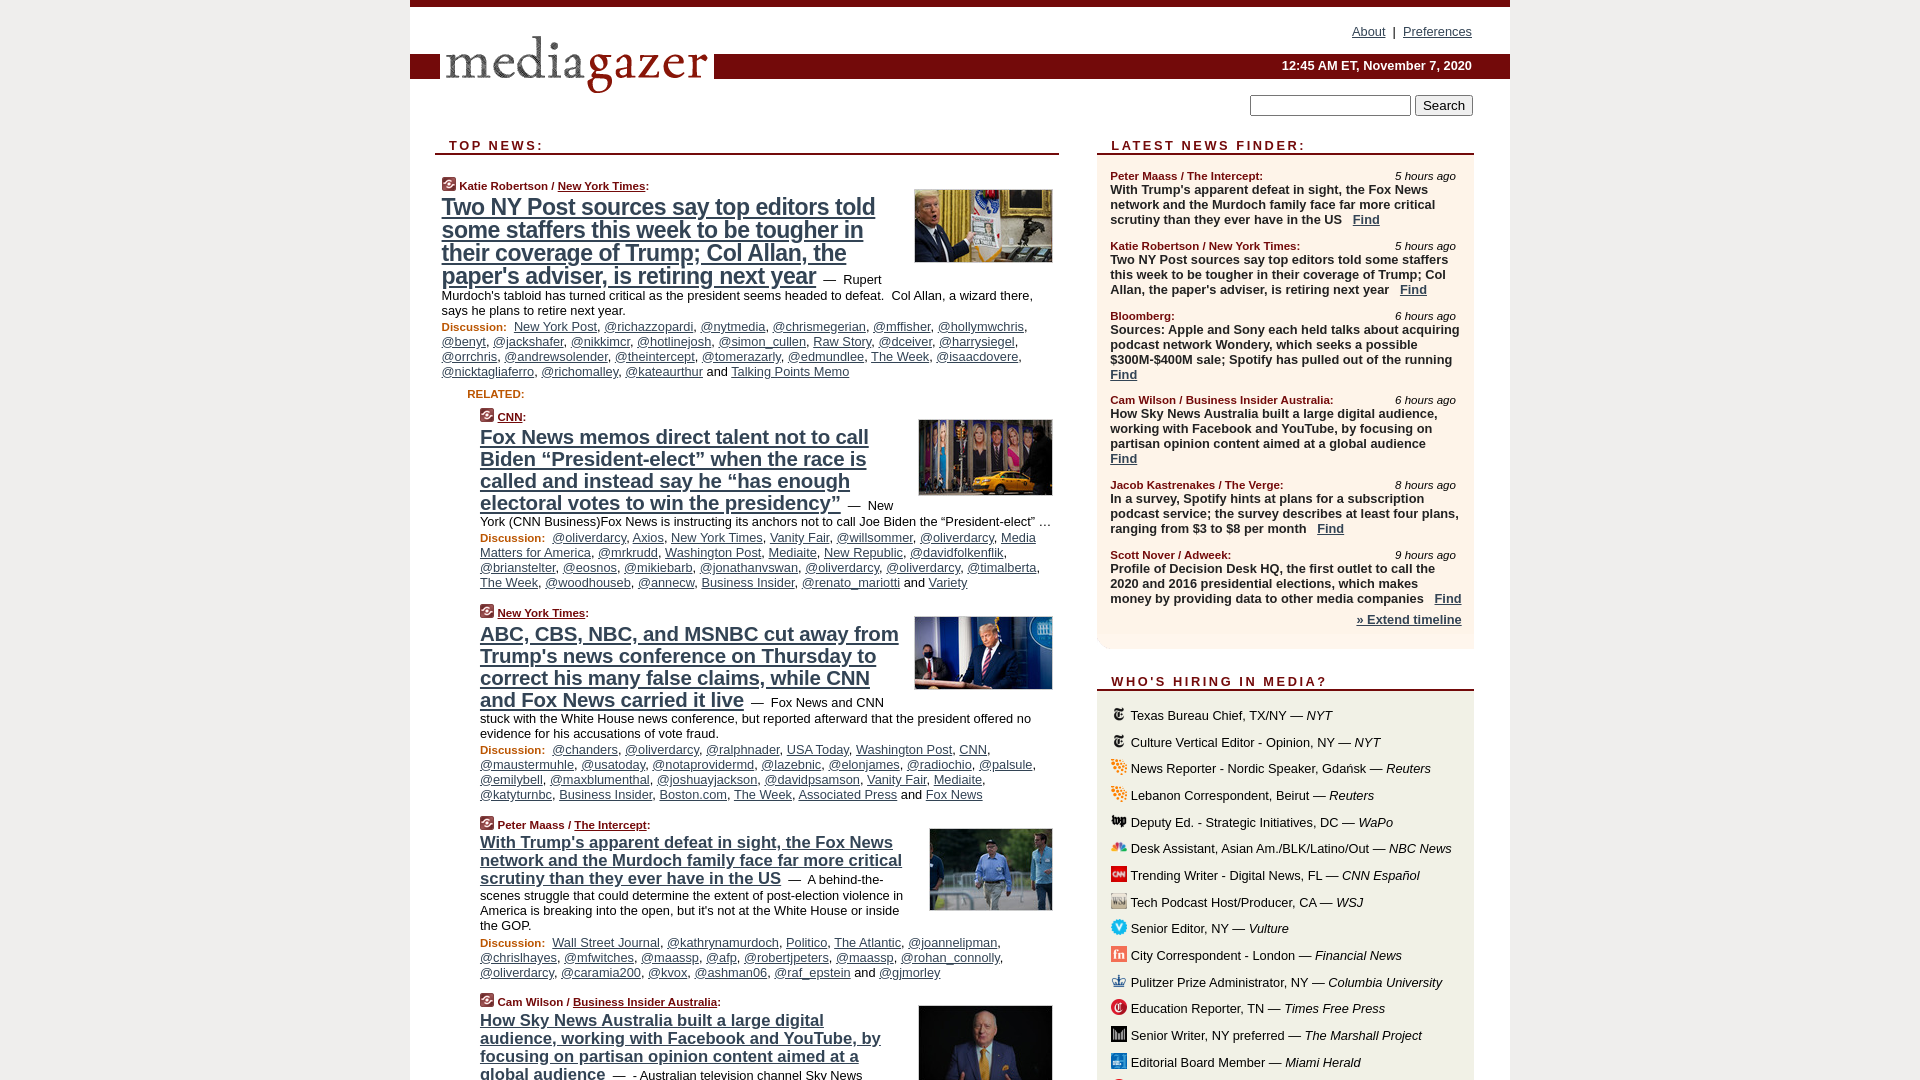 About | Preferences
mediagazer
12:45 AM ET, November 7, 2020
Search
TOP NEWS:
Katie Robertson / New York Times:
Two NY Post sources say top editors told
some staffers this week to be tougher in
their coverage of Trump; Col Allan, the
paper's adviser, is retiring next year — Rupert
Murdoch's tabloid has turned critical as the president seems headed to defeat. Col Allan, a wizard there,
says he plans to retire next year.
Discussion: New York Post, @richazzopardi, @nytmedia, @chrismegerian, @mffisher, @hollymwchris,
@benyt, @jackshafer, @nikkimcr, @hotlinejosh, @simon_cullen, Raw Story, @dceiver, @harrysiegel,
@orrchris, @andrewsolender, @theintercept, @tomerazarly, @edmundlee, The Week, @isaacdovere,
@nicktagliaferro, @richomalley, @kateaurthur and Talking Points Memo
RELATED:
CNN:
Fox News memos direct talent not to call
Biden “President-elect” when the race is
called and instead say he “has enough
electoral votes to win the presidency” — New
York (CNN Business)Fox News is instructing its anchors not to call Joe Biden the “President-elect” …
Discussion: @oliverdarcy, Axios, New York Times, Vanity Fair, @willsommer, @oliverdarcy, Media
Matters for America, @mrkrudd, Washington Post, Mediaite, New Republic, @davidfolkenflik,
@brianstelter, @eosnos, @mikiebarb, @jonathanvswan, @oliverdarcy, @oliverdarcy, @timalberta,
The Week, @woodhouseb, @annecw, Business Insider, @renato_mariotti and Variety
New York Times:
ABC, CBS, NBC, and MSNBC cut away from
Trump's news conference on Thursday to
correct his many false claims, while CNN
and Fox News carried it live — Fox News and CNN
stuck with the White House news conference, but reported afterward that the president offered no
evidence for his accusations of vote fraud.
Discussion: @chanders, @oliverdarcy, @ralphnader, USA Today, Washington Post, CNN,
@maustermuhle, @usatoday, @notaprovidermd, @lazebnic, @elonjames, @radiochio, @palsule,
@emilybell, @maxblumenthal, @joshuayjackson, @davidpsamson, Vanity Fair, Mediaite,
@katyturnbc, Business Insider, Boston.com, The Week, Associated Press and Fox News
Peter Maass / The Intercept:
With Trump's apparent defeat in sight, the Fox News
network and the Murdoch family face far more critical
scrutiny than they ever have in the US — A behind-the-
scenes struggle that could determine the extent of post-election violence in
America is breaking into the open, but it's not at the White House or inside
the GOP.
Discussion: Wall Street Journal, @kathrynamurdoch, Politico, The Atlantic, @joannelipman,
@chrislhayes, @mfwitches, @maassp, @afp, @robertjpeters, @maassp, @rohan_connolly,
@oliverdarcy, @caramia200, @kvox, @ashman06, @raf_epstein and @gjmorley
Cam Wilson / Business Insider Australia:
How Sky News Australia built a large digital
audience, working with Facebook and YouTube, by
focusing on partisan opinion content aimed at a
global audience — - Australian television channel Sky News
LATEST NEWS FINDER:
Peter Maass / The Intercept: 5 hours ago
With Trump's apparent defeat in sight, the Fox News
network and the Murdoch family face far more critical
scrutiny than they ever have in the US Find
Katie Robertson / New York Times: 5 hours ago
Two NY Post sources say top editors told some staffers
this week to be tougher in their coverage of Trump; Col
Allan, the paper's adviser, is retiring next year Find
Bloomberg: 6 hours ago
Sources: Apple and Sony each held talks about acquiring
podcast network Wondery, which seeks a possible
$300M-$400M sale; Spotify has pulled out of the running
Find
Cam Wilson / Business Insider Australia: 6 hours ago
How Sky News Australia built a large digital audience,
working with Facebook and YouTube, by focusing on
partisan opinion content aimed at a global audience
Find
Jacob Kastrenakes / The Verge: 8 hours ago
In a survey, Spotify hints at plans for a subscription
podcast service; the survey describes at least four plans,
ranging from $3 to $8 per month Find
Scott Nover / Adweek: 9 hours ago
Profile of Decision Desk HQ, the first outlet to call the
2020 and 2016 presidential elections, which makes
money by providing data to other media companies Find
» Extend timeline
WHO'S HIRING IN MEDIA?
Texas Bureau Chief, TX/NY — NYT
Culture Vertical Editor - Opinion, NY — NYT
News Reporter - Nordic Speaker, Gdańsk — Reuters
Lebanon Correspondent, Beirut — Reuters
Deputy Ed. - Strategic Initiatives, DC — WaPo
Desk Assistant, Asian Am./BLK/Latino/Out — NBC News
Trending Writer - Digital News, FL — CNN Español
Tech Podcast Host/Producer, CA — WSJ
Senior Editor, NY — Vulture
City Correspondent - London — Financial News
Pulitzer Prize Administrator, NY — Columbia University
Education Reporter, TN — Times Free Press
Senior Writer, NY preferred — The Marshall Project
Editorial Board Member — Miami Herald